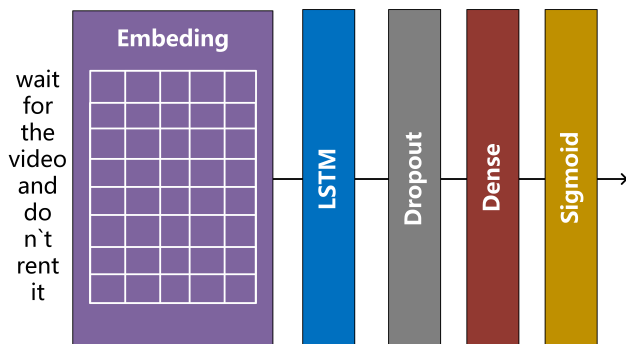 Embeding
wait
for
the
video
and
do
n`t
rent
it
LSTM
Dropout
Dense
Sigmoid